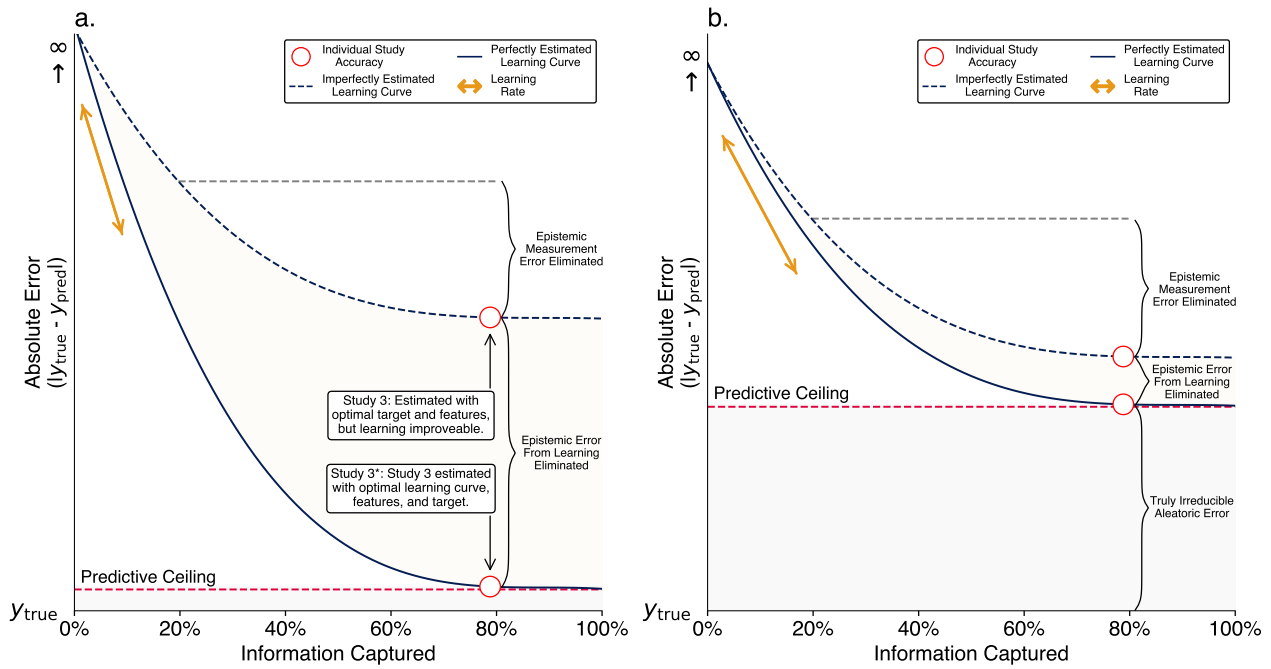 a.
∞
↑
Individual Study
Accuracy
Perfectly Estimated
Learning Curve
Imperfectly Estimated
Learning Curve
Learning
Rate
Absolute Error
(|ytrue - ypred|)
Epistemic
Measurement
Error Eliminated
Study 3: Estimated with
optimal target and features,
but learning improveable.
Epistemic Error
From Learning
Eliminated
Study 3*: Study 3 estimated
with optimal learning curve,
features, and target.
Predictive Ceiling
ytrue
0% 20% 40% 60% 80% 100%
Information Captured
b.
∞
↑
Individual Study
Accuracy
Perfectly Estimated
Learning Curve
Imperfectly Estimated
Learning Curve
Learning
Rate
Absolute Error
(|ytrue - ypred|)
Epistemic
Measurement
Error Eliminated
Epistemic Error
From Learning
Eliminated
Predictive Ceiling
Truly Irreducible
Aleatoric Error
ytrue
0% 20% 40% 60% 80% 100%
Information Captured